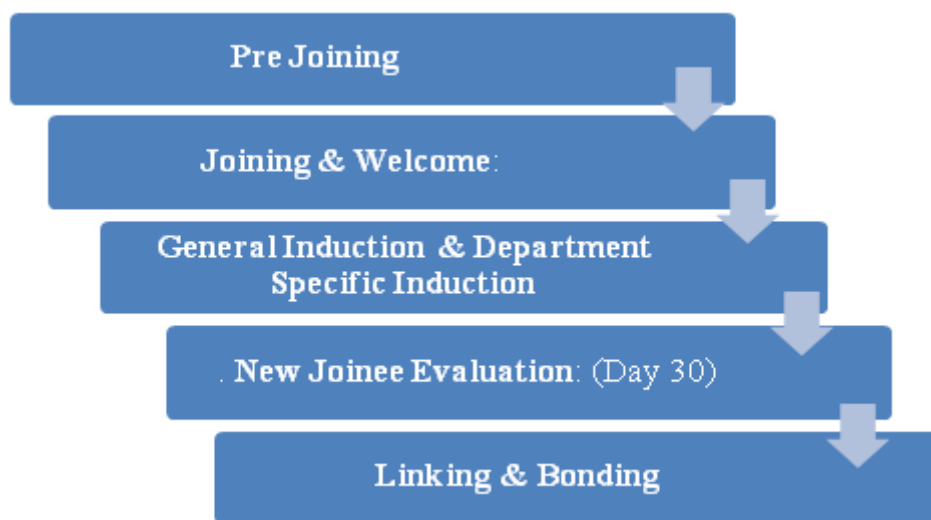 Pre Joining
Joining & Welcome:
General Induction & Department
Specific Induction
. New Joinee Evaluation: (Day 30)
Linking & Bonding